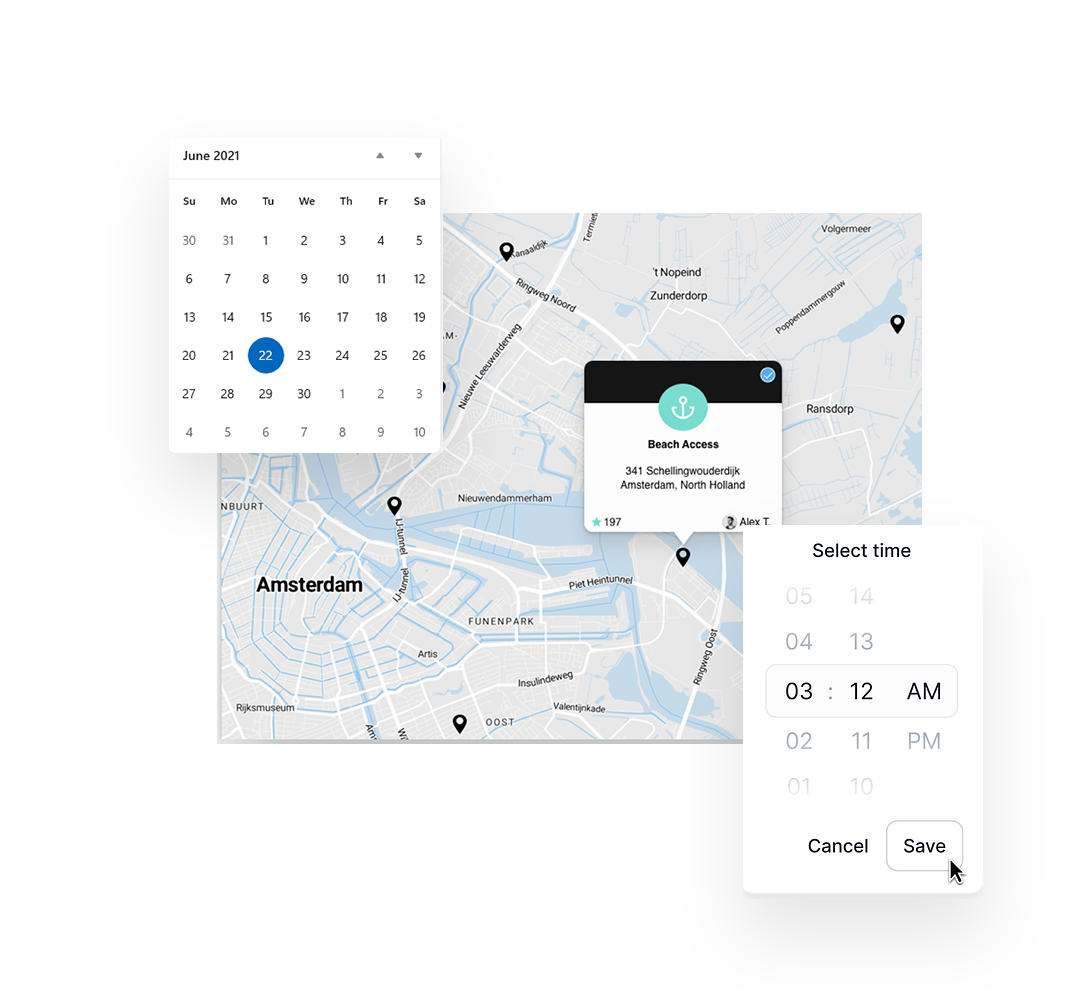 June 2021
Su Mo Tu We Th Fr Sa
30 31 1 2 3 4 5
6 7 8 9 10 11 12
13 14 15 16 17 18 19
20 21 22 23 24 25 26
27 28 29 30 1 2 3
4 5 6 7 8 9 10
Kanaaldijk
Volgermeer
't Nopeind
Zunderdorp
Ringweg Noord
Poppendammergouw
Nieuwe Leeuwarderweg
Ransdorp
Beach Access
341 Schellingwouderdijk
Amsterdam, North Holland
197 Alex T.
Nieuwendammerham
NBUURT
IJ-tunnel
IJ-tunnel
Amsterdam
Piet Heintunnel
FUNENPARK
Artis
Ringweg Oost
Insulindeweg
Rijksmuseum
Valentijnkade
OOST
Select time
05 14
04 13
03 : 12 AM
02 11 PM
01 10
Cancel Save